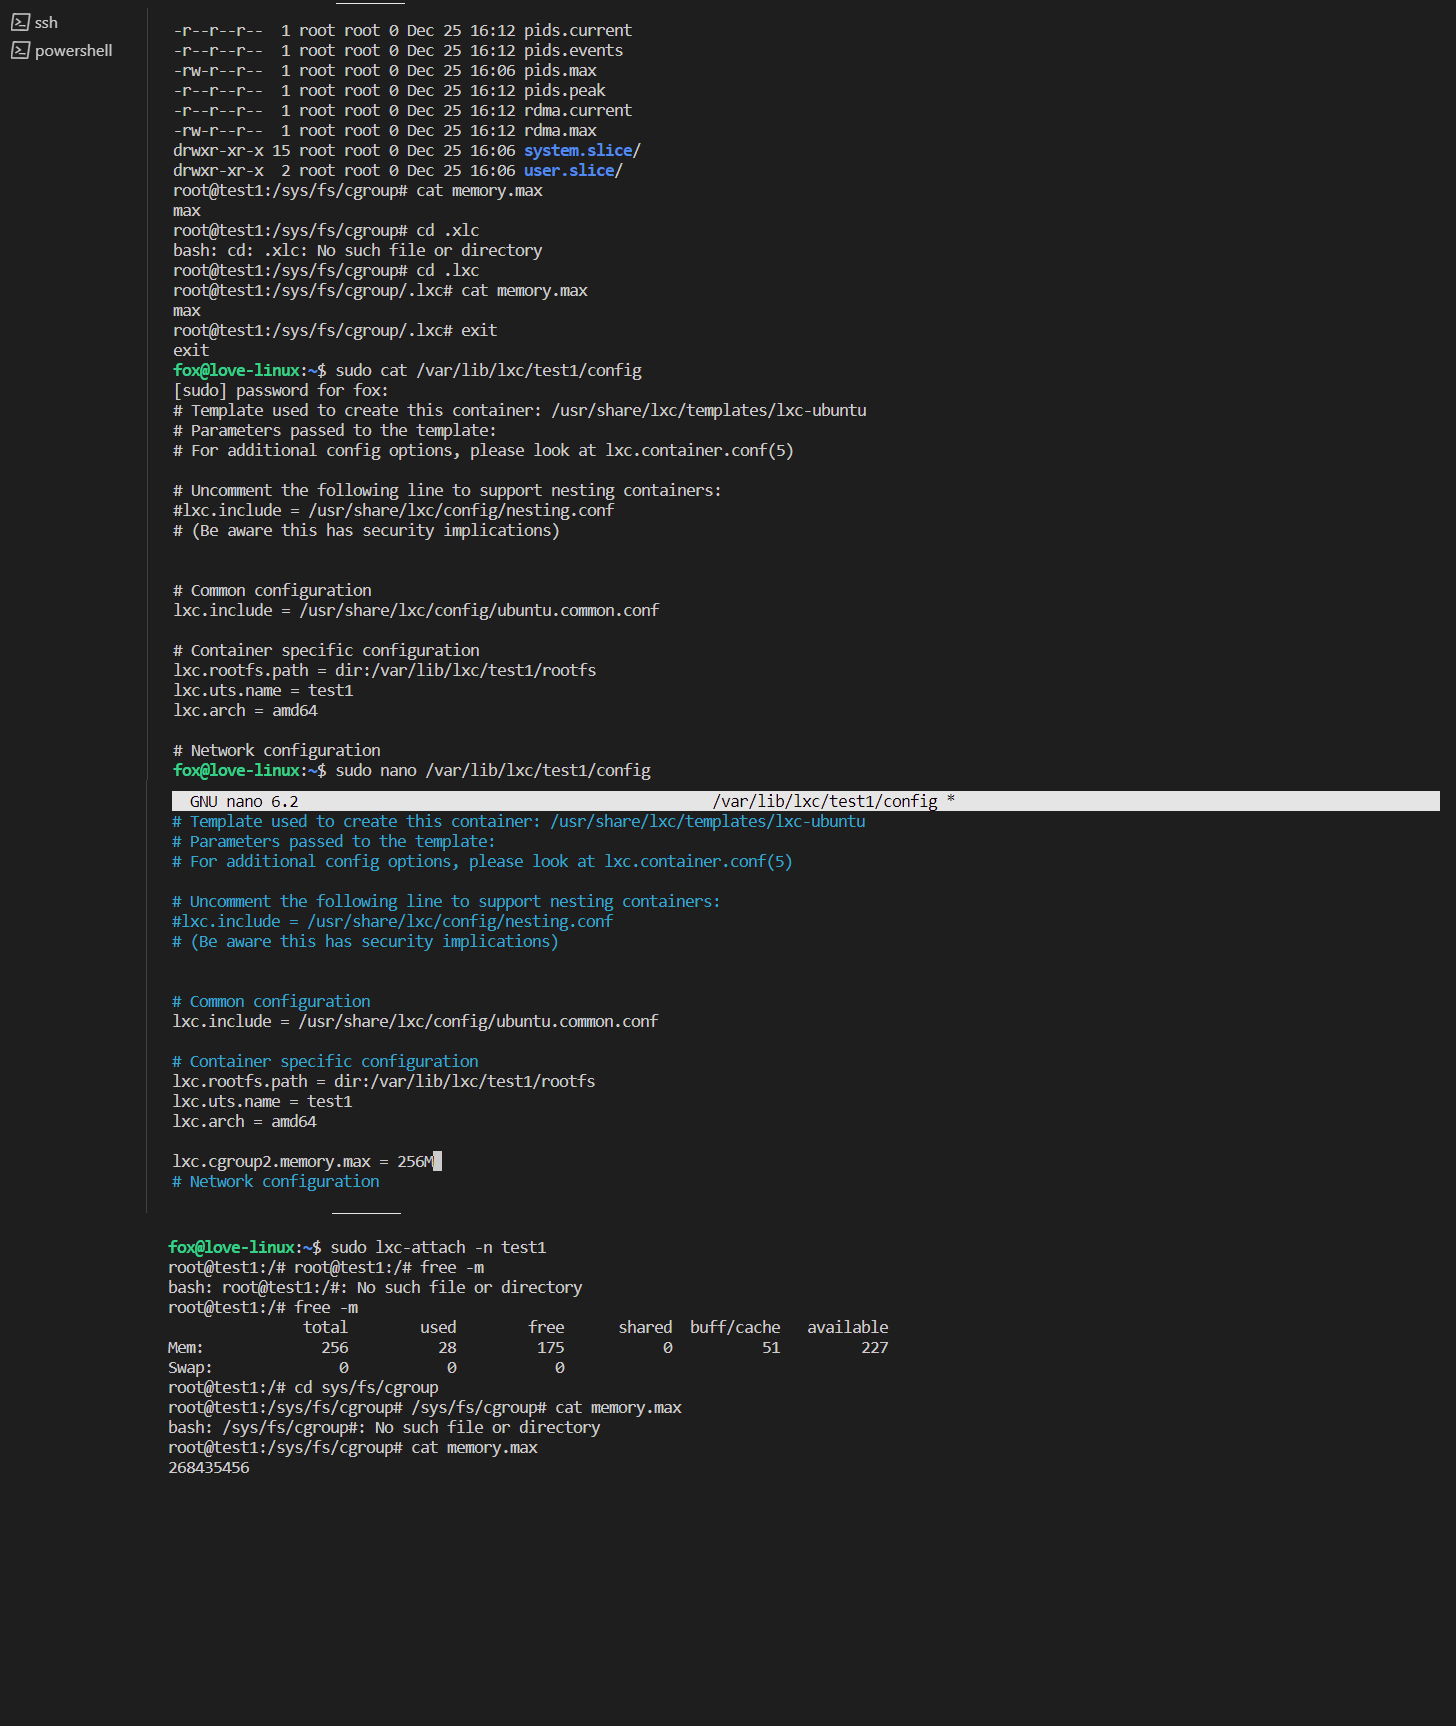 ssh
powershell
-r--r--r--  1 root root 0 Dec 25 16:12 pids.current
-r--r--r--  1 root root 0 Dec 25 16:12 pids.events
-rw-r--r--  1 root root 0 Dec 25 16:06 pids.max
-r--r--r--  1 root root 0 Dec 25 16:12 pids.peak
-r--r--r--  1 root root 0 Dec 25 16:12 rdma.current
-rw-r--r--  1 root root 0 Dec 25 16:12 rdma.max
drwxr-xr-x 15 root root 0 Dec 25 16:06 system.slice/
drwxr-xr-x  2 root root 0 Dec 25 16:06 user.slice/
root@test1:/sys/fs/cgroup# cat memory.max
max
root@test1:/sys/fs/cgroup# cd .xlc
bash: cd: .xlc: No such file or directory
root@test1:/sys/fs/cgroup# cd .lxc
root@test1:/sys/fs/cgroup/.lxc# cat memory.max
max
root@test1:/sys/fs/cgroup/.lxc# exit
exit
fox@love-linux:~$ sudo cat /var/lib/lxc/test1/config
[sudo] password for fox:
# Template used to create this container: /usr/share/lxc/templates/lxc-ubuntu
# Parameters passed to the template:
# For additional config options, please look at lxc.container.conf(5)
# Uncomment the following line to support nesting containers:
#lxc.include = /usr/share/lxc/config/nesting.conf
# (Be aware this has security implications)
# Common configuration
lxc.include = /usr/share/lxc/config/ubuntu.common.conf
# Container specific configuration
lxc.rootfs.path = dir:/var/lib/lxc/test1/rootfs
lxc.uts.name = test1
lxc.arch = amd64
# Network configuration
fox@love-linux:~$ sudo nano /var/lib/lxc/test1/config
GNU nano 6.2 /var/lib/lxc/test1/config *
# Template used to create this container: /usr/share/lxc/templates/lxc-ubuntu
# Parameters passed to the template:
# For additional config options, please look at lxc.container.conf(5)
# Uncomment the following line to support nesting containers:
#lxc.include = /usr/share/lxc/config/nesting.conf
# (Be aware this has security implications)
# Common configuration
lxc.include = /usr/share/lxc/config/ubuntu.common.conf
# Container specific configuration
lxc.rootfs.path = dir:/var/lib/lxc/test1/rootfs
lxc.uts.name = test1
lxc.arch = amd64
lxc.cgroup2.memory.max = 256M
# Network configuration
fox@love-linux:~$ sudo lxc-attach -n test1
root@test1:/# root@test1:/# free -m
bash: root@test1:/#: No such file or directory
root@test1:/# free -m
total used free shared buff/cache available
Mem: 256 28 175 0 51 227
Swap: 0 0 0
root@test1:/# cd sys/fs/cgroup
root@test1:/sys/fs/cgroup# /sys/fs/cgroup# cat memory.max
bash: /sys/fs/cgroup#: No such file or directory
root@test1:/sys/fs/cgroup# cat memory.max
268435456